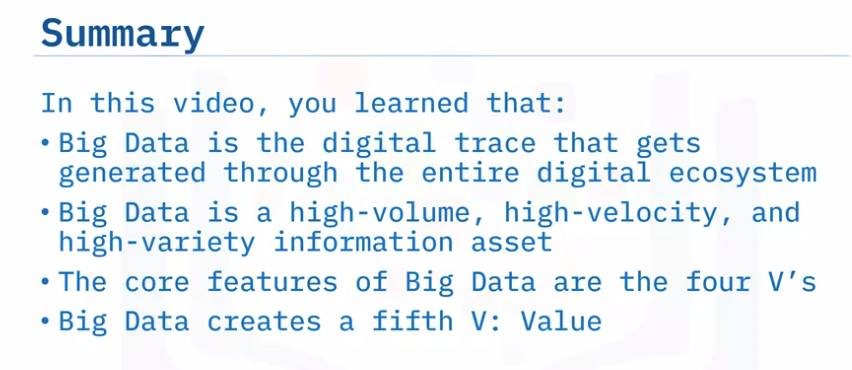 Summary
In this video, you learned that:
• Big Data is the digital trace that gets
generated through the entire digital ecosystem
• Big Data is a high-volume, high-velocity, and
high-variety information asset
• The core features of Big Data are the four V’s
• Big Data creates a fifth V: Value